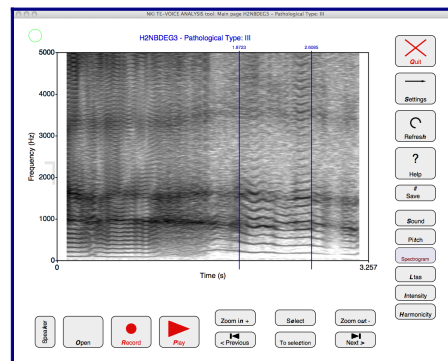 NKI TE-VOICE ANALYSIS tool: Main page H2NBDEG3 - Pathological Type: III
H2NBDEG3 - Pathological Type: III
1.8723 2.6085
5000
4000
3000
2000
1000
0
Frequency (Hz)
0 3.257
Time (s)
Quit
Settings
Refresh
?
Help
#
Save
Sound
Pitch
Spectrogram
Ltas
Intensity
Harmonicity
Speaker
Open
Record
Play
Zoom in +
Select
Zoom out -
< Previous
To selection
Next >